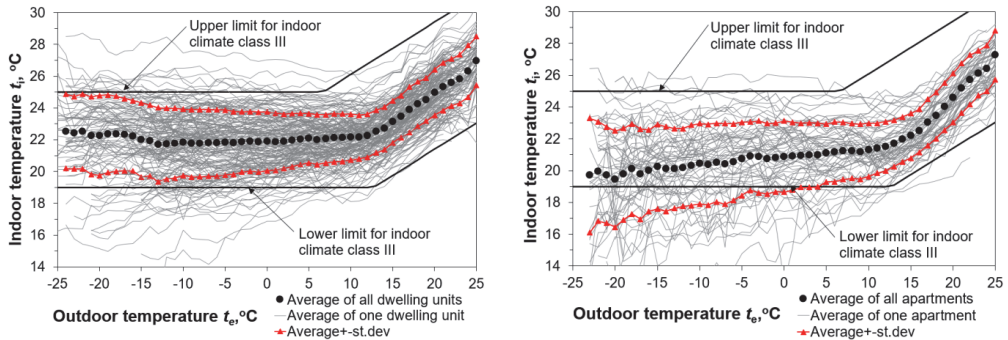 30
28
26
24
22
20
18
16
14
Indoor temperature tᵢ, °C
Upper limit for indoor
climate class III
Lower limit for indoor
climate class III
-25 -20 -15 -10 -5 0 5 10 15 20 25
Outdoor temperature tₑ,°C
Average of all dwelling units
Average of one dwelling unit
Average+-st.dev
30
28
26
24
22
20
18
16
14
Indoor temperature tᵢ, °C
Upper limit for indoor
climate class III
Lower limit for indoor
climate class III
-25 -20 -15 -10 -5 0 5 10 15 20 25
Outdoor temperature tₑ,°C
Average of all apartments
Average of one apartment
Average+-st.dev